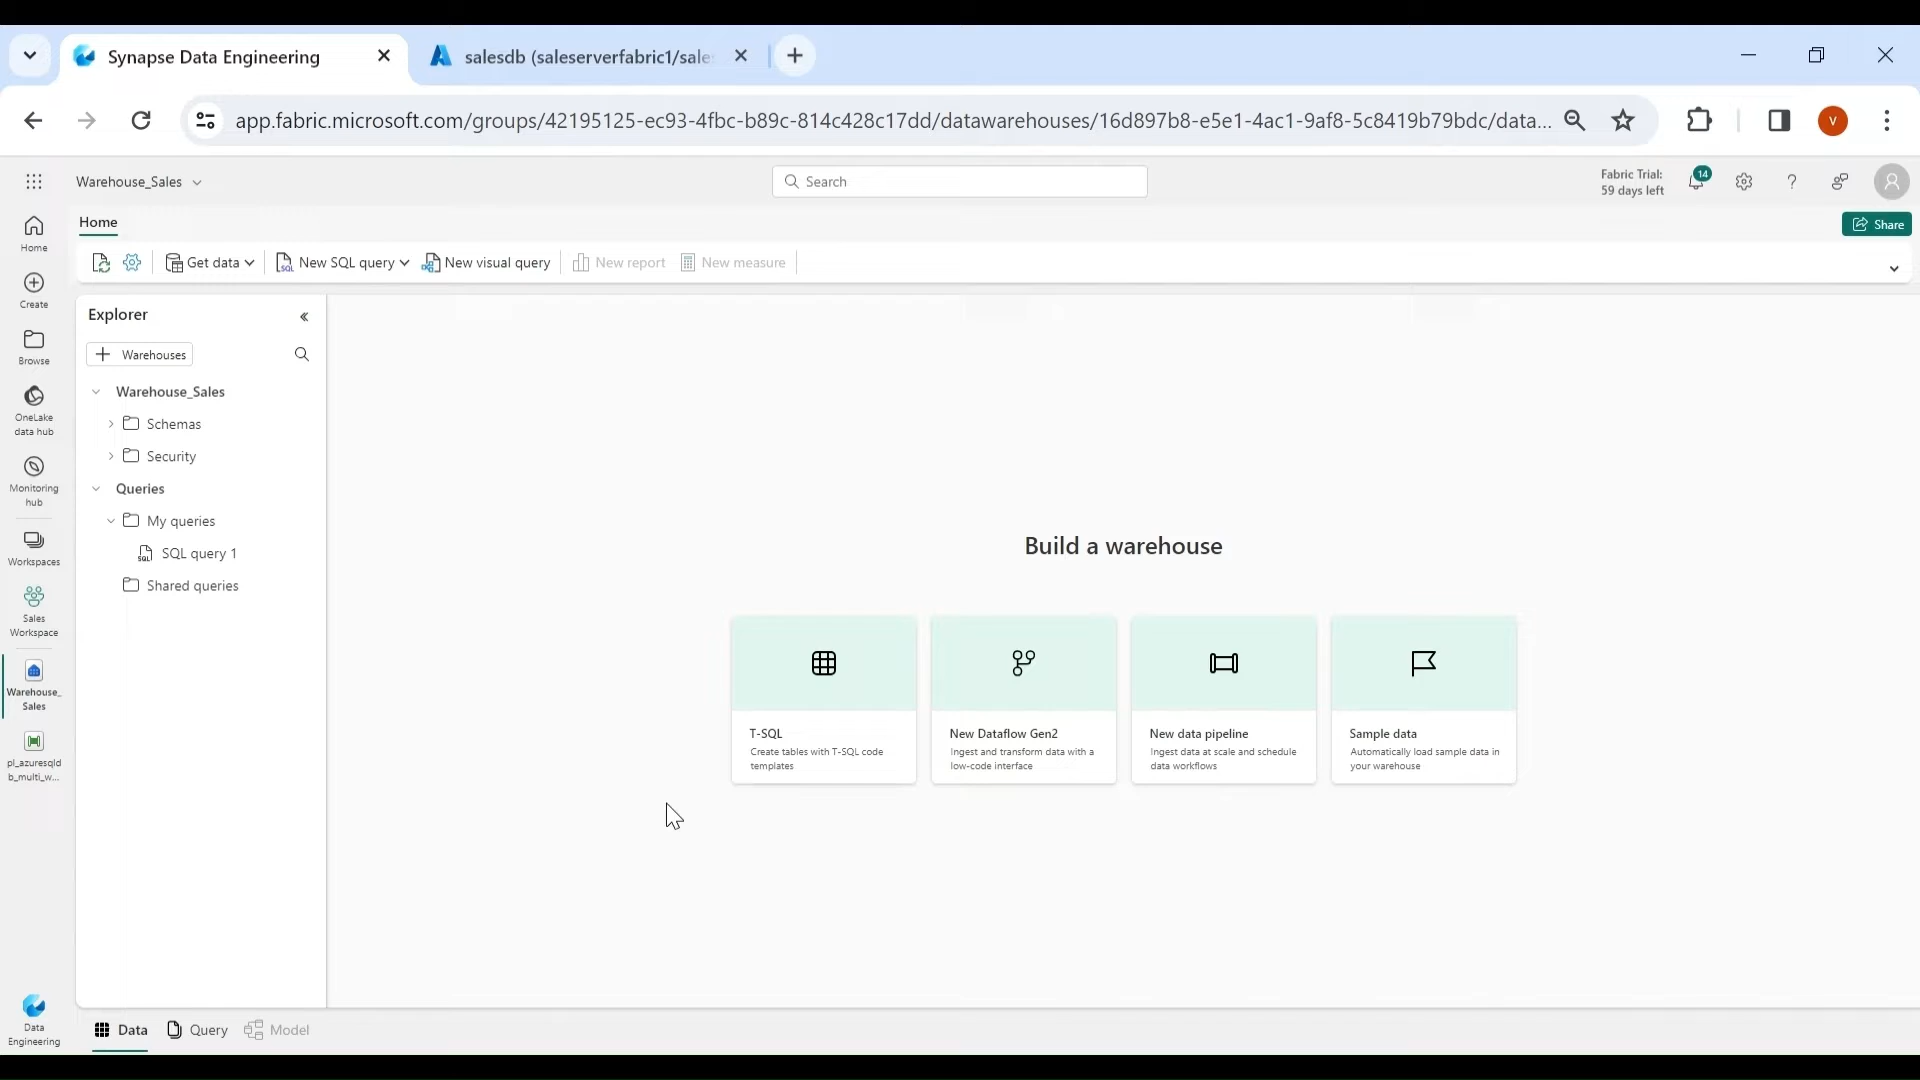 Synapse Data Engineering
salesdb (saleserverfabric1/sale
app.fabric.microsoft.com/groups/42195125-ec93-4fbc-b89c-814c428c17dd/datawarehouses/16d897b8-e5e1-4ac1-9af8-5c8419b79bdc/data...
V
Warehouse_Sales
Search
Fabric Trial:
59 days left
14
?
Home
Share
Get data
SQL
New SQL query
New visual query
New report
New measure
Home
Create
Browse
OneLake
data hub
Monitoring
hub
Workspaces
Sales
Workspace
Warehouse_
Sales
pl_azuresqld
b_multi_w...
Data
Engineering
Explorer
«
+ Warehouses
Warehouse_Sales
Schemas
Security
Queries
My queries
SQL
SQL query 1
Shared queries
Build a warehouse
T-SQL
Create tables with T-SQL code
templates
New Dataflow Gen2
Ingest and transform data with a
low-code interface
New data pipeline
Ingest data at scale and schedule
data workflows
Sample data
Automatically load sample data in
your warehouse
Data
Query
Model